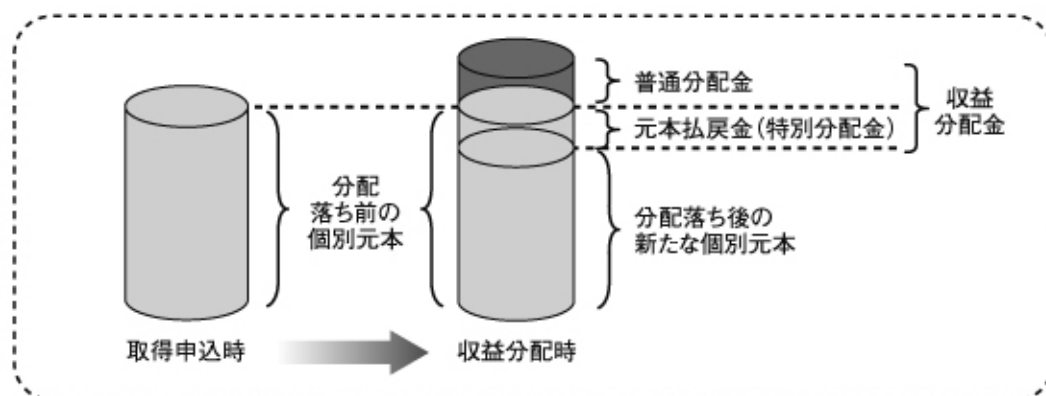 普通分配金
収益
分配金
元本払戻金(特別分配金)
分配
落ち前の
個別元本
分配落ち後の
新たな個別元本
取得申込時
収益分配時